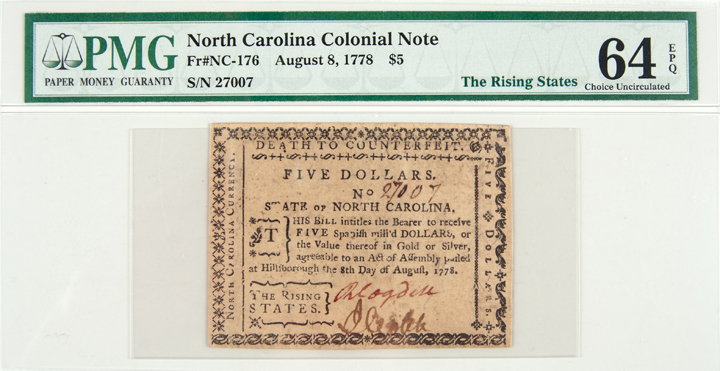 PMG
PAPER MONEY GUARANTY
North Carolina Colonial Note
Fr#NC-176 August 8, 1778 $5
S/N 27007
The Rising States
64 EPQ
Choice Uncirculated
DEATH TO COUNTERFEIT.
FIVE DOLLARS.
No 27007
STATE OF NORTH CAROLINA,
THIS BILL intitles the Bearer to receive
FIVE Spanish mill'd DOLLARS, or
the Value thereof in Gold or Silver,
agreeable to an Act of Assembly passed
at Hillsborough the 8th Day of August, 1778.
THE RISING
STATES.
NORTH CAROLINA CURRENCY.
FIVE DOLLARS.